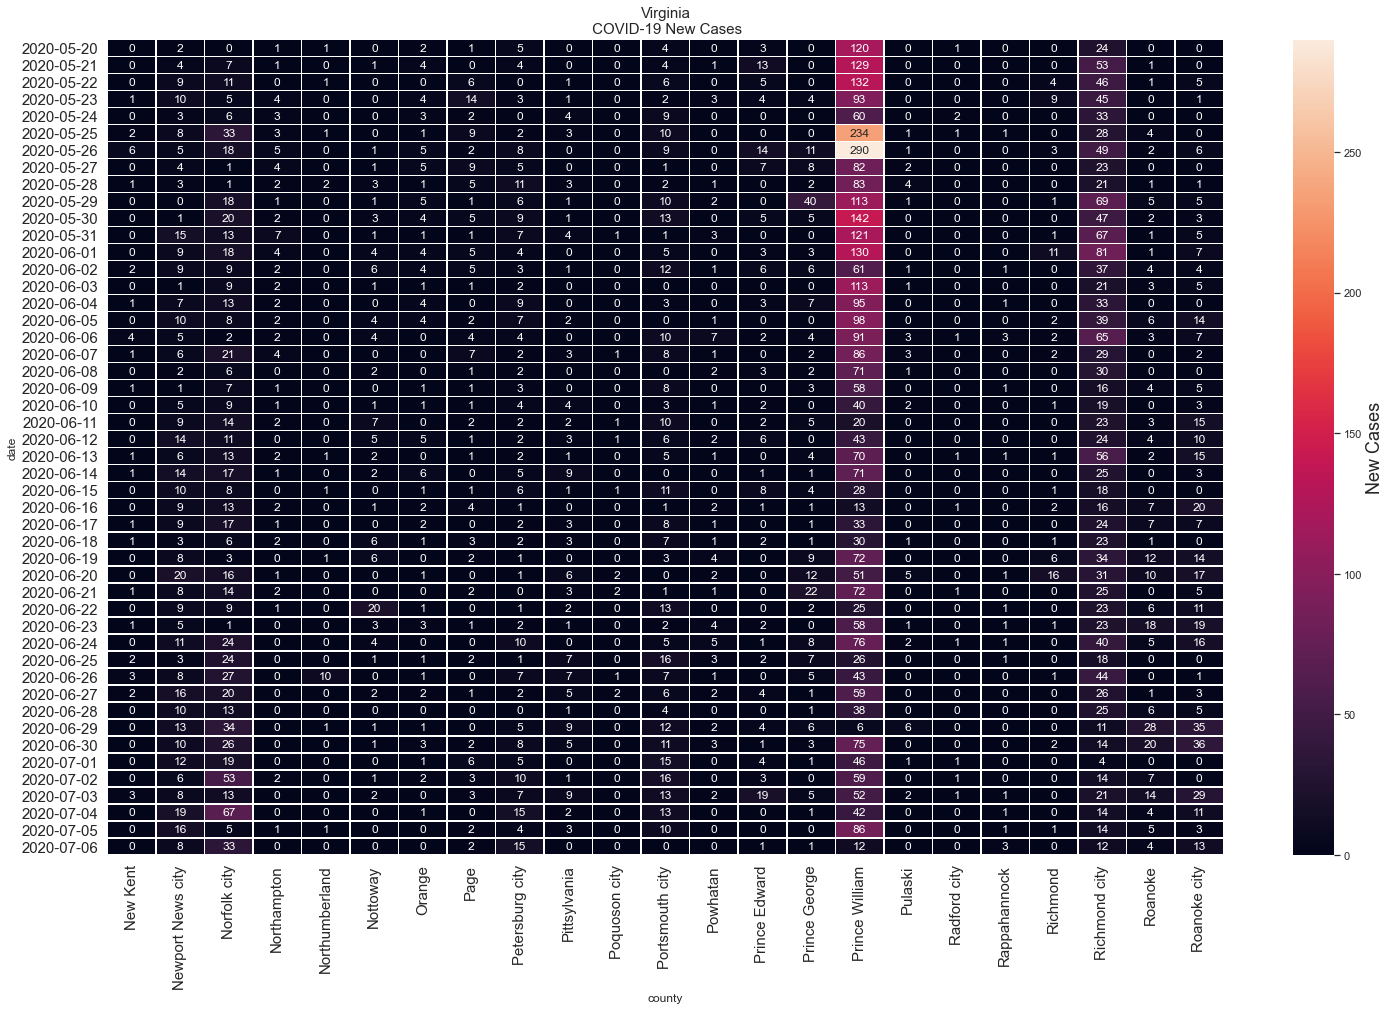 Virginia
COVID-19 New Cases
2020-05-20 0 2 0 1 1 0 2 1 5 0 0 4 0 3 0 120 0 1 0 0 24 0 0
2020-05-21 0 4 7 1 0 1 4 0 4 0 0 4 1 13 0 129 0 0 0 0 53 1 0
2020-05-22 0 9 11 0 1 0 0 6 0 1 0 6 0 5 0 132 0 0 0 4 46 1 5
2020-05-23 1 10 5 4 0 0 4 14 3 1 0 2 3 4 4 93 0 0 0 9 45 0 1
2020-05-24 0 3 6 3 0 0 3 2 0 4 0 9 0 0 0 60 0 2 0 0 33 0 0
2020-05-25 2 8 33 3 1 0 1 9 2 3 0 10 0 0 0 234 1 1 1 0 28 4 0
2020-05-26 6 5 18 5 0 1 5 2 8 0 0 9 0 14 11 290 1 0 0 3 49 2 6
2020-05-27 0 4 1 4 0 1 5 9 5 0 0 1 0 7 8 82 2 0 0 0 23 0 0
2020-05-28 1 3 1 2 2 3 1 5 11 3 0 2 1 0 2 83 4 0 0 0 21 1 1
2020-05-29 0 0 18 1 0 1 5 1 6 1 0 10 2 0 40 113 1 0 0 1 69 5 5
2020-05-30 0 1 20 2 0 3 4 5 9 1 0 13 0 5 5 142 0 0 0 0 47 2 3
2020-05-31 0 15 13 7 0 1 1 1 7 4 1 1 3 0 0 121 0 0 0 1 67 1 5
2020-06-01 0 9 18 4 0 4 4 5 4 0 0 5 0 3 3 130 0 0 0 11 81 1 7
2020-06-02 2 9 9 2 0 6 4 5 3 1 0 12 1 6 6 61 1 0 1 0 37 4 4
2020-06-03 0 1 9 2 0 1 1 1 2 0 0 0 0 0 0 113 1 0 0 0 21 3 5
2020-06-04 1 7 13 2 0 0 4 0 9 0 0 3 0 3 7 95 0 0 1 0 33 0 0
2020-06-05 0 10 8 2 0 4 4 2 7 2 0 0 1 0 0 98 0 0 0 2 39 6 14
2020-06-06 4 5 2 2 0 4 0 4 4 0 0 10 7 2 4 91 3 1 3 2 65 3 7
2020-06-07 1 6 21 4 0 0 0 7 2 3 1 8 1 0 2 86 3 0 0 2 29 0 2
2020-06-08 0 2 6 0 0 2 0 1 2 0 0 0 2 3 2 71 1 0 0 0 30 0 0
2020-06-09 1 1 7 1 0 0 1 1 3 0 0 8 0 0 3 58 0 0 1 0 16 4 5
2020-06-10 0 5 9 1 0 1 1 1 4 4 0 3 1 2 0 40 2 0 0 1 19 0 3
2020-06-11 0 9 14 2 0 7 0 2 2 2 1 10 0 2 5 20 0 0 0 0 23 3 15
2020-06-12 0 14 11 0 0 5 5 1 2 3 1 6 2 6 0 43 0 0 0 0 24 4 10
2020-06-13 1 6 13 2 1 2 0 1 2 1 0 5 1 0 4 70 0 1 1 1 56 2 15
2020-06-14 1 14 17 1 0 2 6 0 5 9 0 0 0 1 1 71 0 0 0 0 25 0 3
2020-06-15 0 10 8 0 1 0 1 1 6 1 1 11 0 8 4 28 0 0 0 1 18 0 0
2020-06-16 0 9 13 2 0 1 2 4 1 0 0 1 2 1 1 13 0 1 0 2 16 7 20
2020-06-17 1 9 17 1 0 0 2 0 2 3 0 8 1 0 1 33 0 0 0 0 24 7 7
2020-06-18 1 3 6 2 0 6 1 3 2 3 0 7 1 2 1 30 1 0 0 1 23 1 0
2020-06-19 0 8 3 0 1 6 0 2 1 0 0 3 4 0 9 72 0 0 0 6 34 12 14
2020-06-20 0 20 16 1 0 0 1 0 1 6 2 0 2 0 12 51 5 0 1 16 31 10 17
2020-06-21 1 8 14 2 0 0 0 2 0 3 2 1 1 0 22 72 0 1 0 0 25 0 5
2020-06-22 0 9 9 1 0 20 1 0 1 2 0 13 0 0 2 25 0 0 1 0 23 6 11
2020-06-23 1 5 1 0 0 3 3 1 2 1 0 2 4 2 0 58 1 0 1 1 23 18 19
2020-06-24 0 11 24 0 0 4 0 0 10 0 0 5 5 1 8 76 2 1 1 0 40 5 16
2020-06-25 2 3 24 0 0 1 1 2 1 7 0 16 3 2 7 26 0 0 1 0 18 0 0
2020-06-26 3 8 27 0 10 0 1 0 7 7 1 7 1 0 5 43 0 0 0 1 44 0 1
2020-06-27 2 16 20 0 0 2 2 1 2 5 2 6 2 4 1 59 0 0 0 0 26 1 3
2020-06-28 0 10 13 0 0 0 0 0 0 1 0 4 0 0 1 38 0 0 0 0 25 6 5
2020-06-29 0 13 34 0 1 1 1 0 5 9 0 12 2 4 6 6 6 0 0 0 11 28 35
2020-06-30 0 10 26 0 0 1 3 2 8 5 0 11 3 1 3 75 0 0 0 2 14 20 36
2020-07-01 0 12 19 0 0 0 1 6 5 0 0 15 0 4 1 46 1 1 0 0 4 0 0
2020-07-02 0 6 53 2 0 1 2 3 10 1 0 16 0 3 0 59 0 1 0 0 14 7 0
2020-07-03 3 8 13 0 0 2 0 3 7 9 0 13 2 19 5 52 2 1 1 0 21 14 29
2020-07-04 0 19 67 0 0 0 1 0 15 2 0 13 0 0 1 42 0 0 1 0 14 4 11
2020-07-05 0 16 5 1 1 0 0 2 4 3 0 10 0 0 0 86 0 0 1 1 14 5 3
2020-07-06 0 8 33 0 0 0 0 2 15 0 0 0 0 1 1 12 0 0 3 0 12 4 13
date
New Kent
Newport News city
Norfolk city
Northampton
Northumberland
Nottoway
Orange
Page
Petersburg city
Pittsylvania
Poquoson city
Portsmouth city
Powhatan
Prince Edward
Prince George
Prince William
Pulaski
Radford city
Rappahannock
Richmond
Richmond city
Roanoke
Roanoke city
county
250
200
150
100
50
0
New Cases